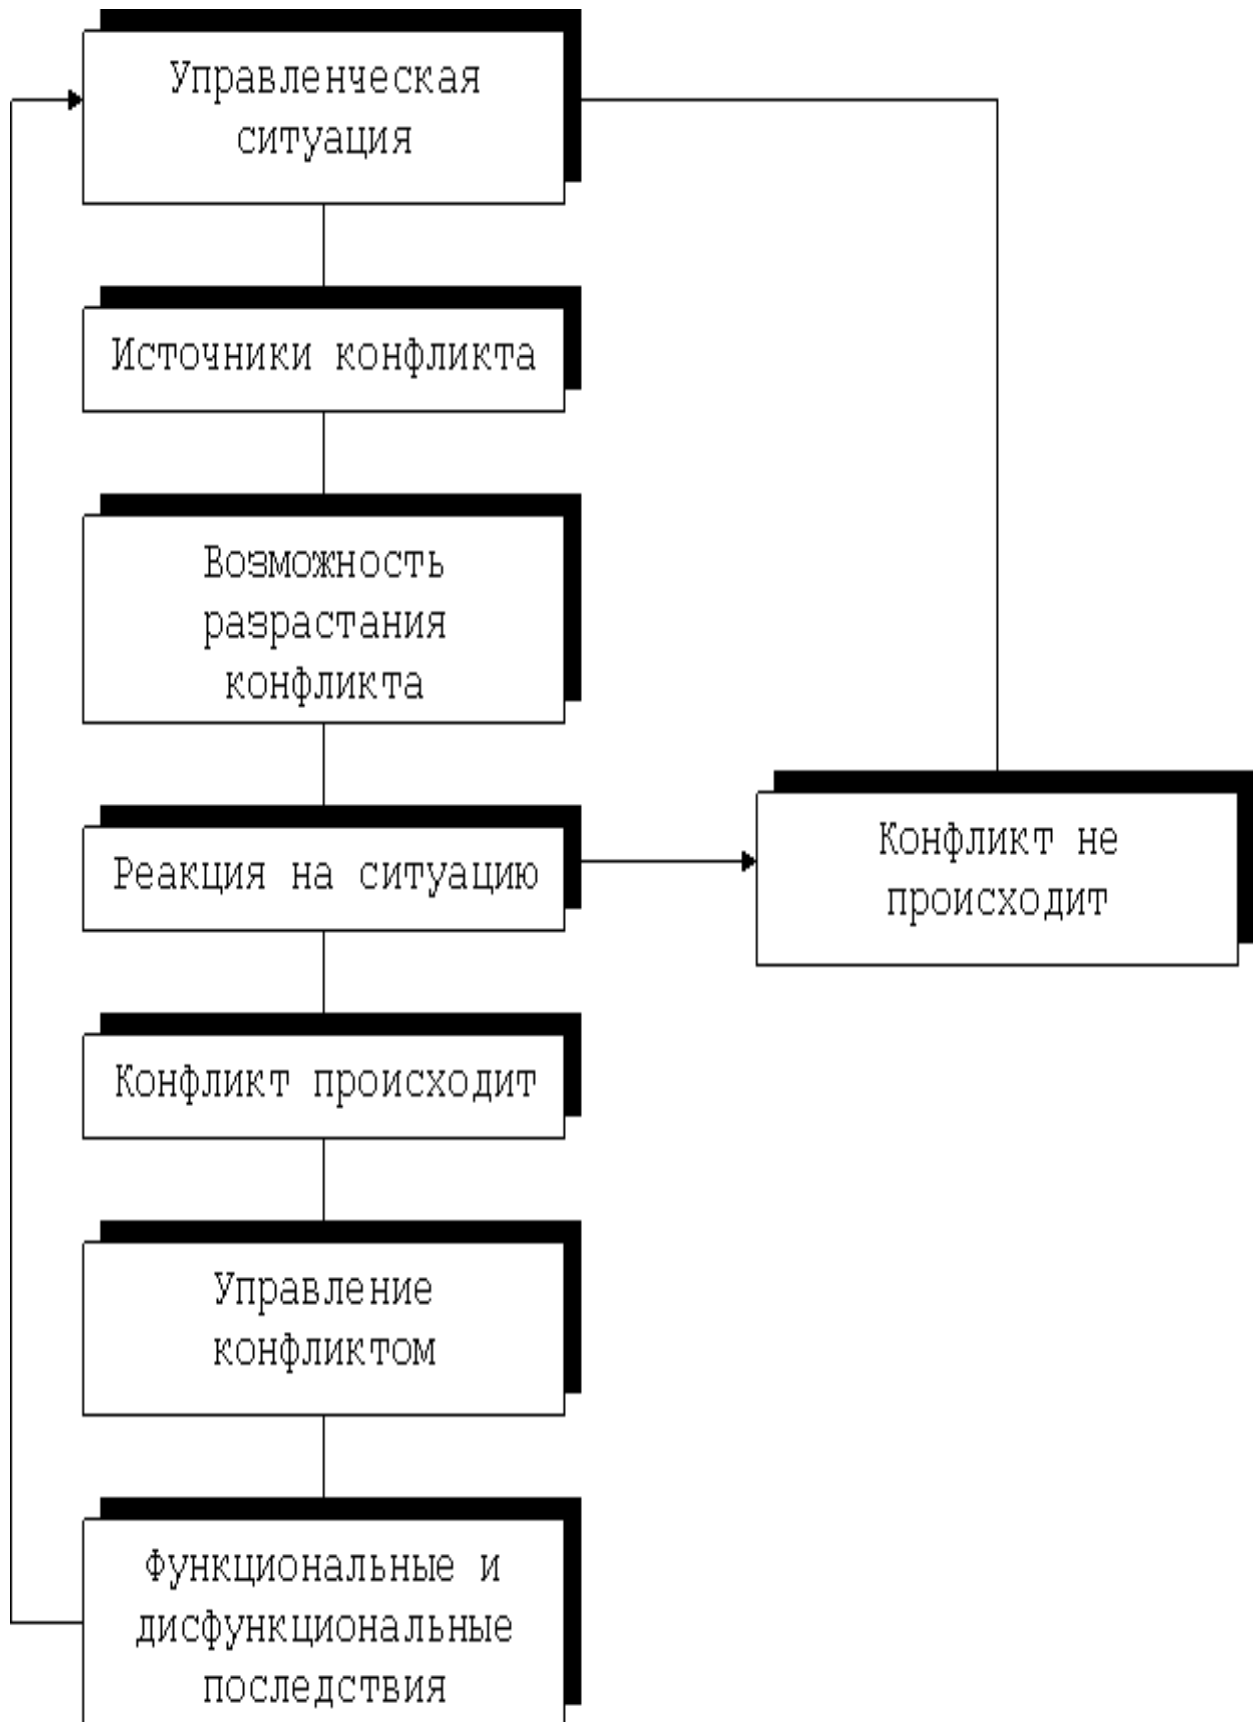 Управленческая
ситуация
Источники конфликта
Возможность
разрастания
конфликта
Реакция на ситуацию
Конфликт не
происходит
Конфликт происходит
Управление
конфликтом
Функциональные и
дисфункциональные
последствия